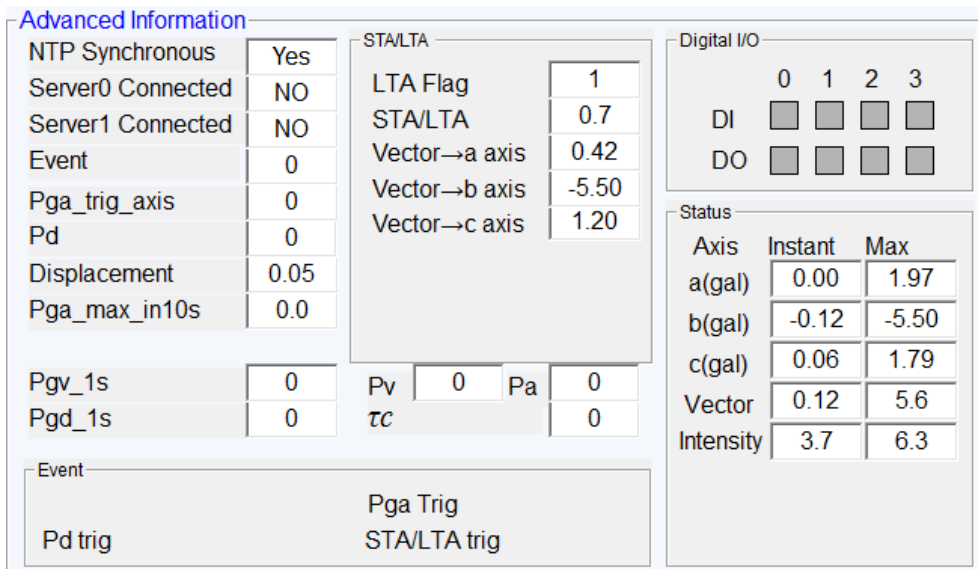 Advanced Information
NTP Synchronous Yes
Server0 Connected NO
Server1 Connected NO
Event 0
Pga_trig_axis 0
Pd 0
Displacement 0.05
Pga_max_in10s 0.0
Pgv_1s 0
Pgd_1s 0
STA/LTA
LTA Flag 1
STA/LTA 0.7
Vector→a axis 0.42
Vector→b axis -5.50
Vector→c axis 1.20
Pv 0 Pa 0
τc 0
Digital I/O
0 1 2 3
DI
DO
Status
Axis Instant Max
a(gal) 0.00 1.97
b(gal) -0.12 -5.50
c(gal) 0.06 1.79
Vector 0.12 5.6
Intensity 3.7 6.3
Event
Pga Trig
Pd trig STA/LTA trig